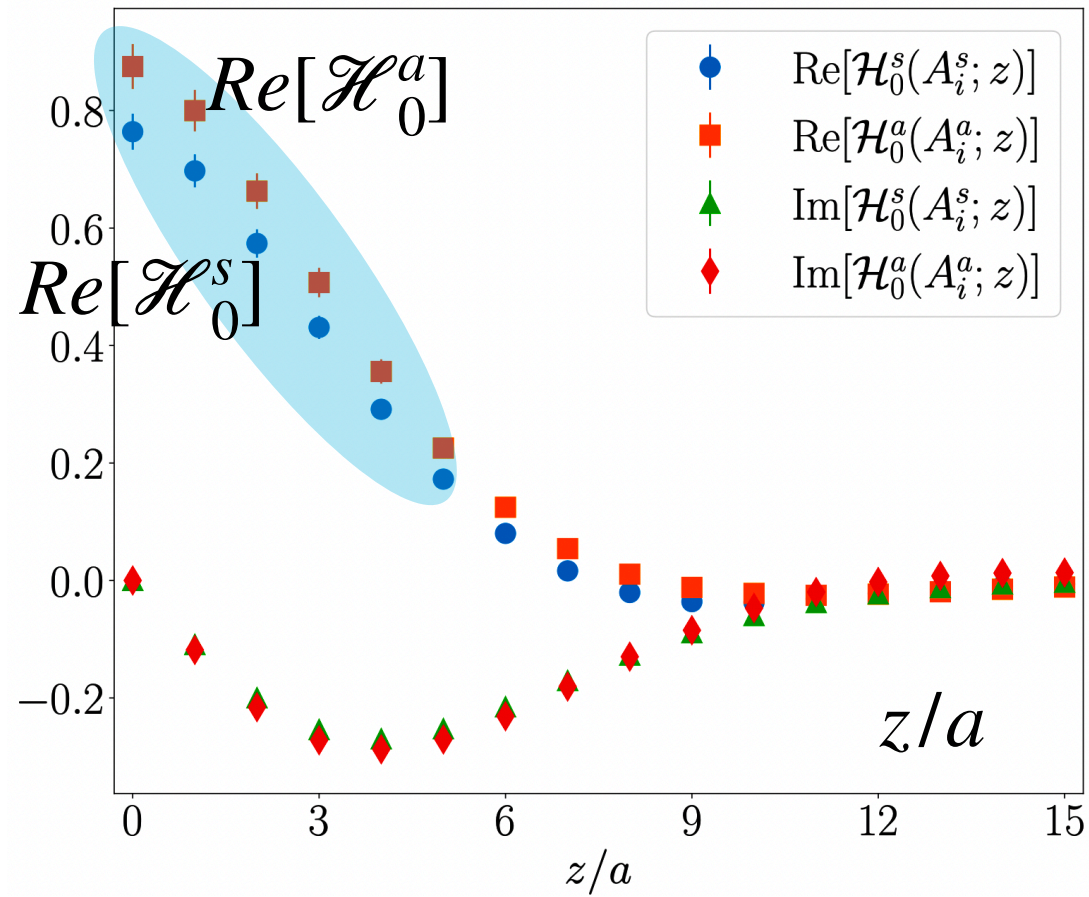 Re[ℋ₀ᵃ]
Re[ℋ₀ˢ]
Re[ℋ₀ˢ(Aᵢˢ; z)]
Re[ℋ₀ᵃ(Aᵢᵃ; z)]
Im[ℋ₀ˢ(Aᵢˢ; z)]
Im[ℋ₀ᵃ(Aᵢᵃ; z)]
0.8
0.6
0.4
0.2
0.0
−0.2
z/a
0 3 6 9 12 15
z/a